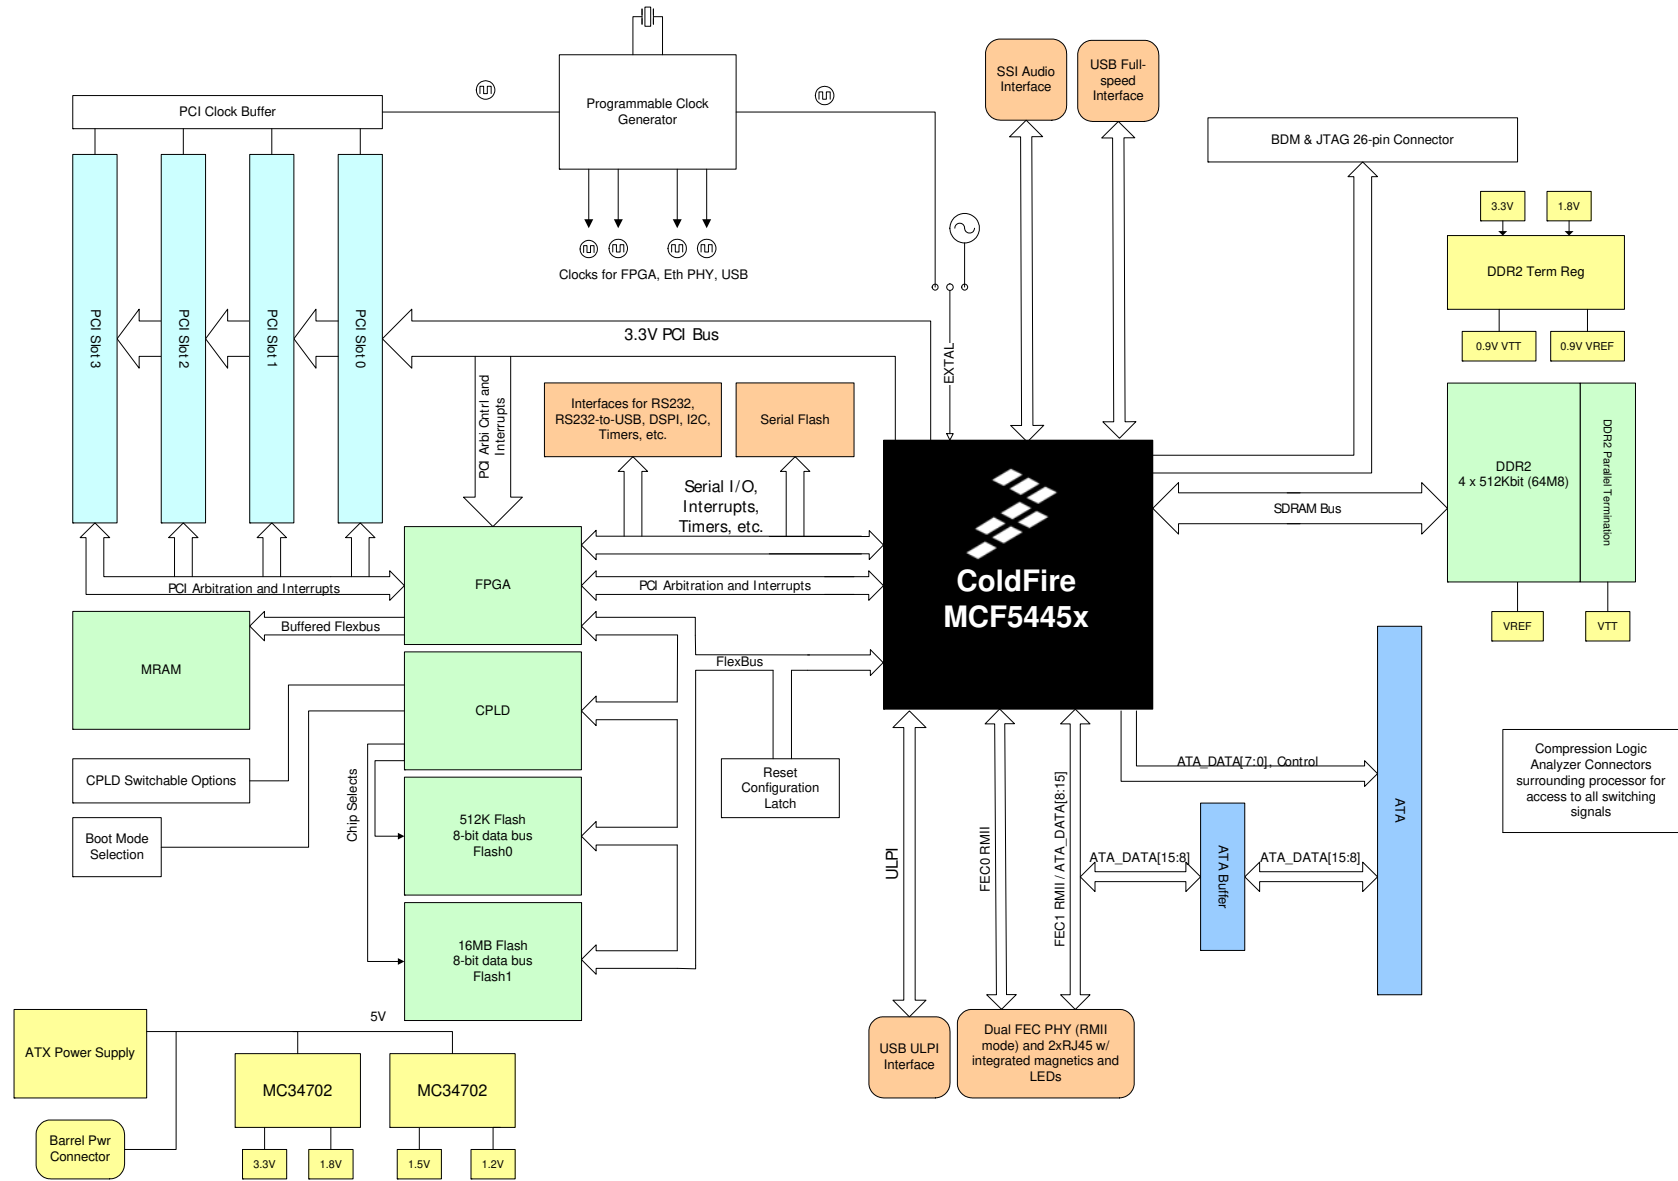 SSI Audio
Interface
USB Full-
speed
Interface
PCI Clock Buffer
Programmable Clock
Generator
BDM & JTAG 26-pin Connector
3.3V
1.8V
DDR2 Term Reg
0.9V VTT
0.9V VREF
Clocks for FPGA, Eth PHY, USB
PCI Slot 3
PCI Slot 2
PCI Slot 1
PCI Slot 0
3.3V PCI Bus
EXTAL
PCI Arbi Cntrl and
Interrupts
Interfaces for RS232,
RS232-to-USB, DSPI, I2C,
Timers, etc.
Serial Flash
Serial I/O,
Interrupts,
Timers, etc.
DDR2
4 x 512Kbit (64M8)
DDR2 Parallel Termination
SDRAM Bus
ColdFire
MCF5445x
FPGA
PCI Arbitration and Interrupts
PCI Arbitration and Interrupts
VREF
VTT
Buffered Flexbus
MRAM
FlexBus
CPLD
CPLD Switchable Options
Boot Mode
Selection
Chip Selects
Reset
Configuration
Latch
512K Flash
8-bit data bus
Flash0
16MB Flash
8-bit data bus
Flash1
ULPI
FEC0 RMII
FEC1 RMII / ATA_DATA[8:15]
ATA_DATA[7:0], Control
ATA_DATA[15:8]
ATA Buffer
ATA_DATA[15:8]
ATA
Compression Logic
Analyzer Connectors
surrounding processor for
access to all switching
signals
5V
ATX Power Supply
MC34702
MC34702
Barrel Pwr
Connector
3.3V
1.8V
1.5V
1.2V
USB ULPI
Interface
Dual FEC PHY (RMII
mode) and 2xRJ45 w/
integrated magnetics and
LEDs